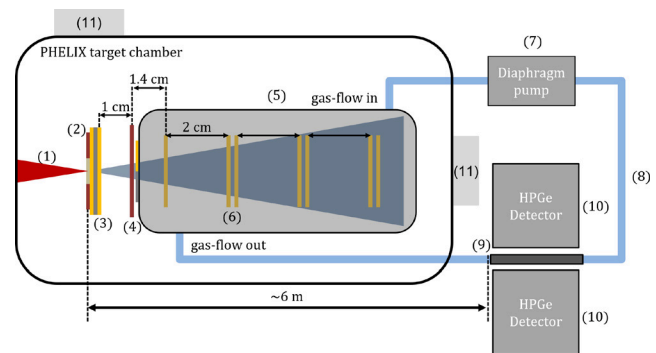 (11)
PHELIX target chamber
(7)
Diaphragm
pump
1.4 cm
1 cm
(5)
gas-flow in
(2)
2 cm
(1)
(11)
HPGe
Detector
(10)
(8)
(3)
(4)
(6)
gas-flow out
(9)
~6 m
HPGe
Detector
(10)